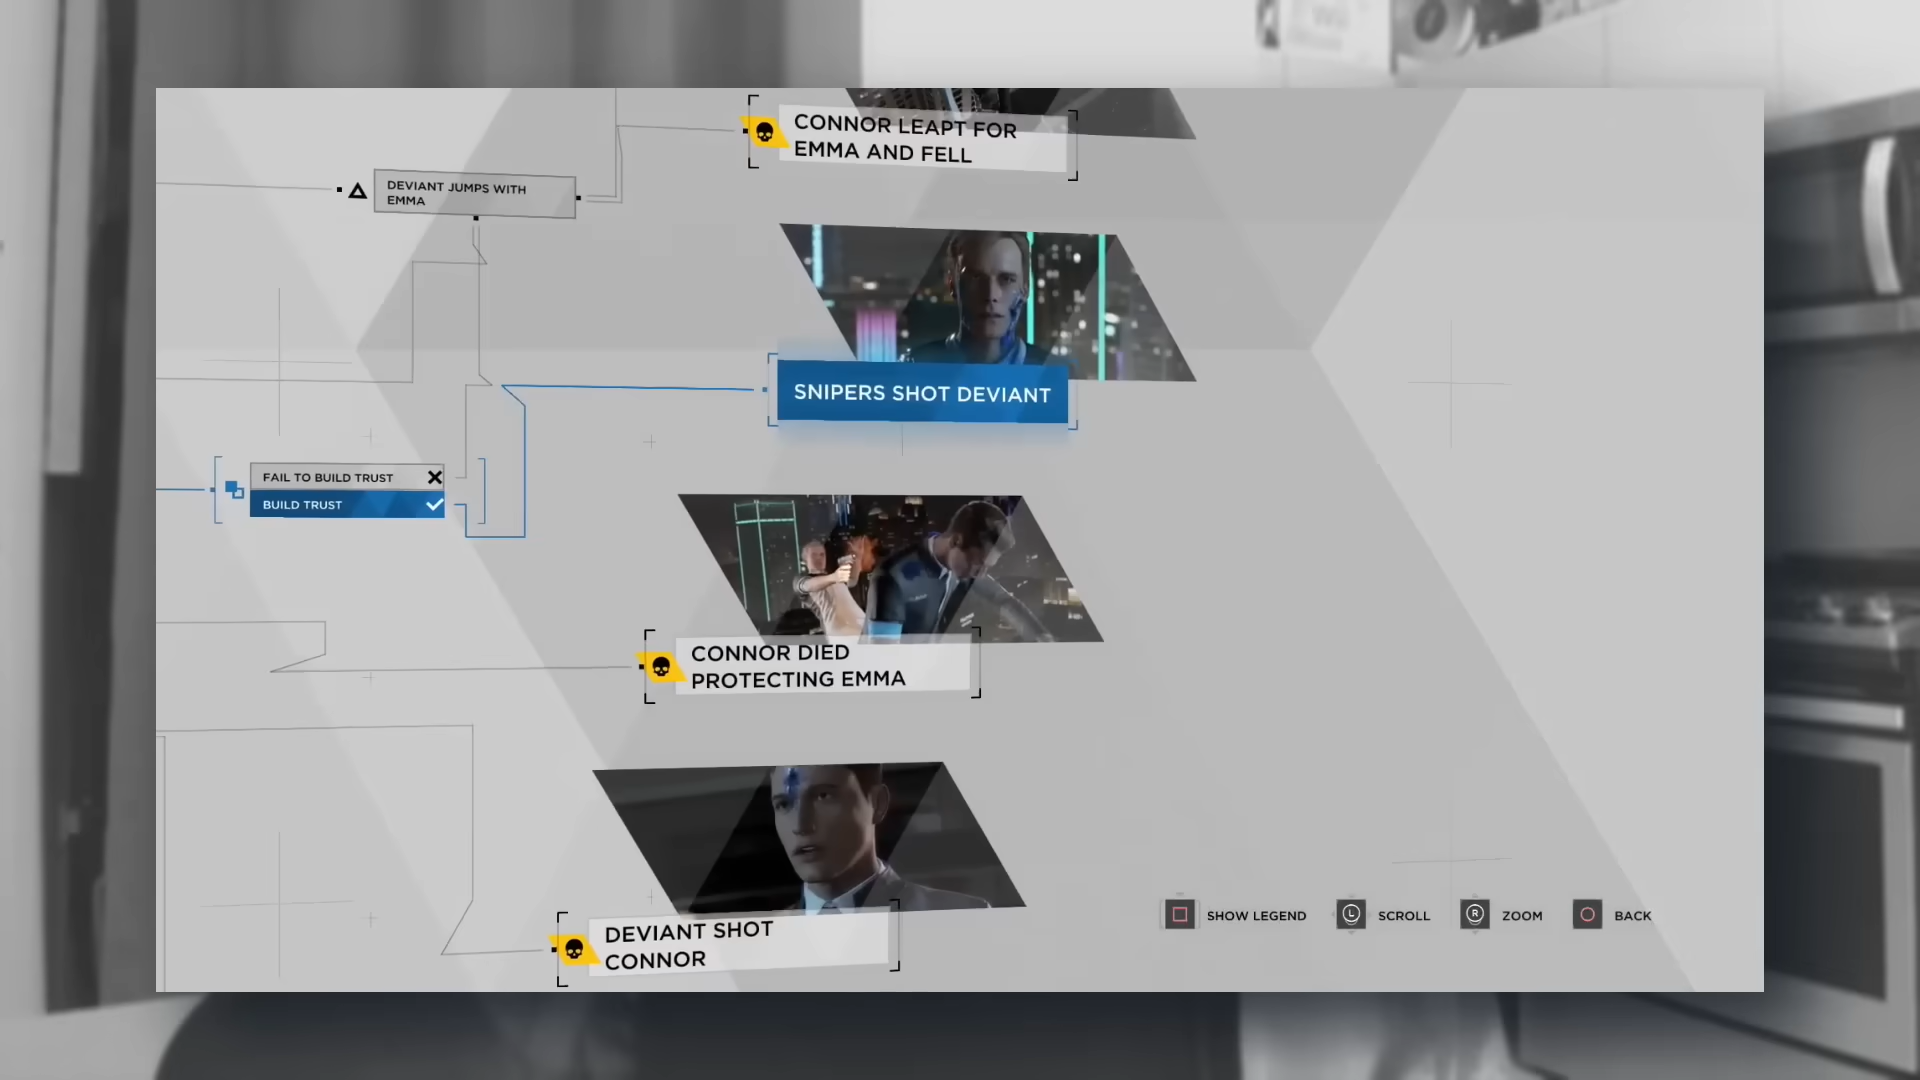 CONNOR LEAPT FOR
EMMA AND FELL
DEVIANT JUMPS WITH
EMMA
SNIPERS SHOT DEVIANT
FAIL TO BUILD TRUST
BUILD TRUST
CONNOR DIED
PROTECTING EMMA
DEVIANT SHOT
CONNOR
SHOW LEGEND
L
SCROLL
R
ZOOM
BACK